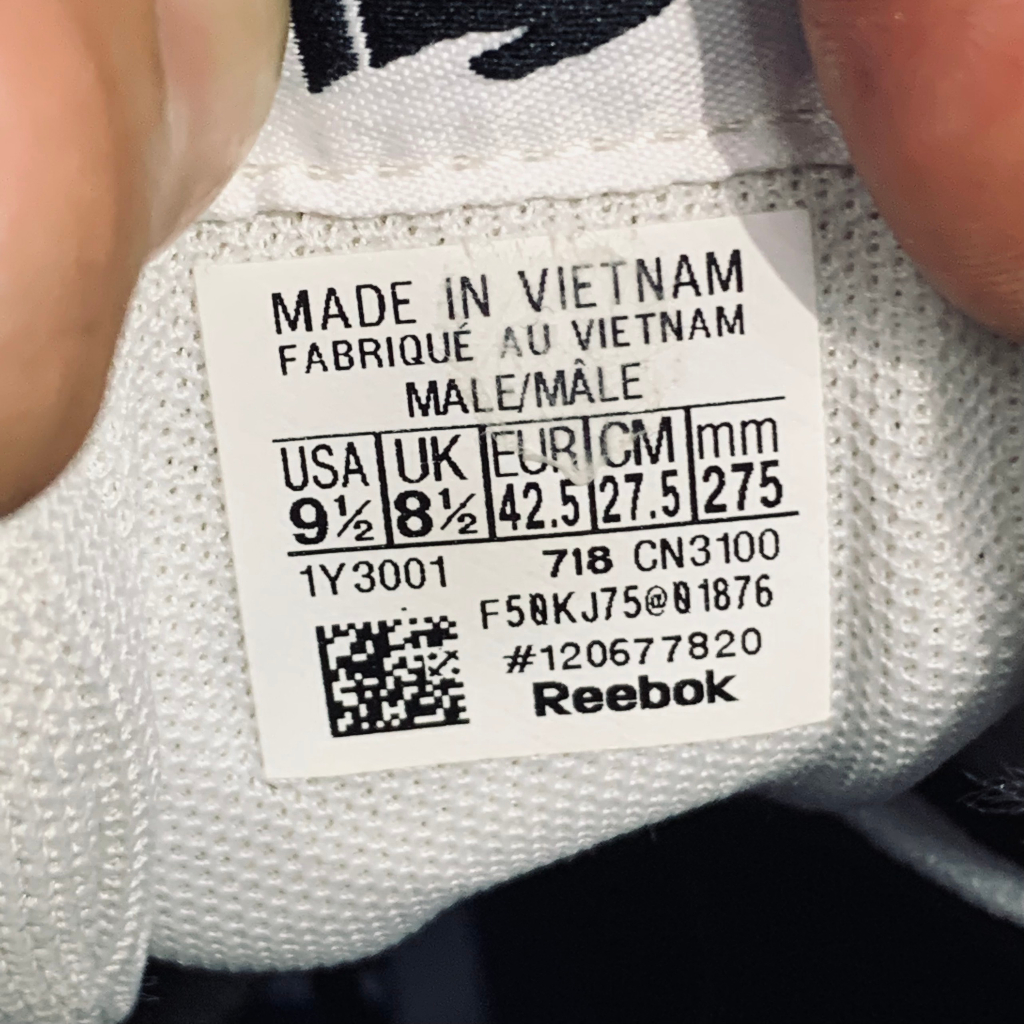 MADE IN VIETNAM
FABRIQUÉ AU VIETNAM
MALE/MÂLE
USA UK EUR CM mm
9½ 8½ 42.5 27.5 275
1Y3001 718 CN3100
F50KJ75@01876
#120677820
Reebok